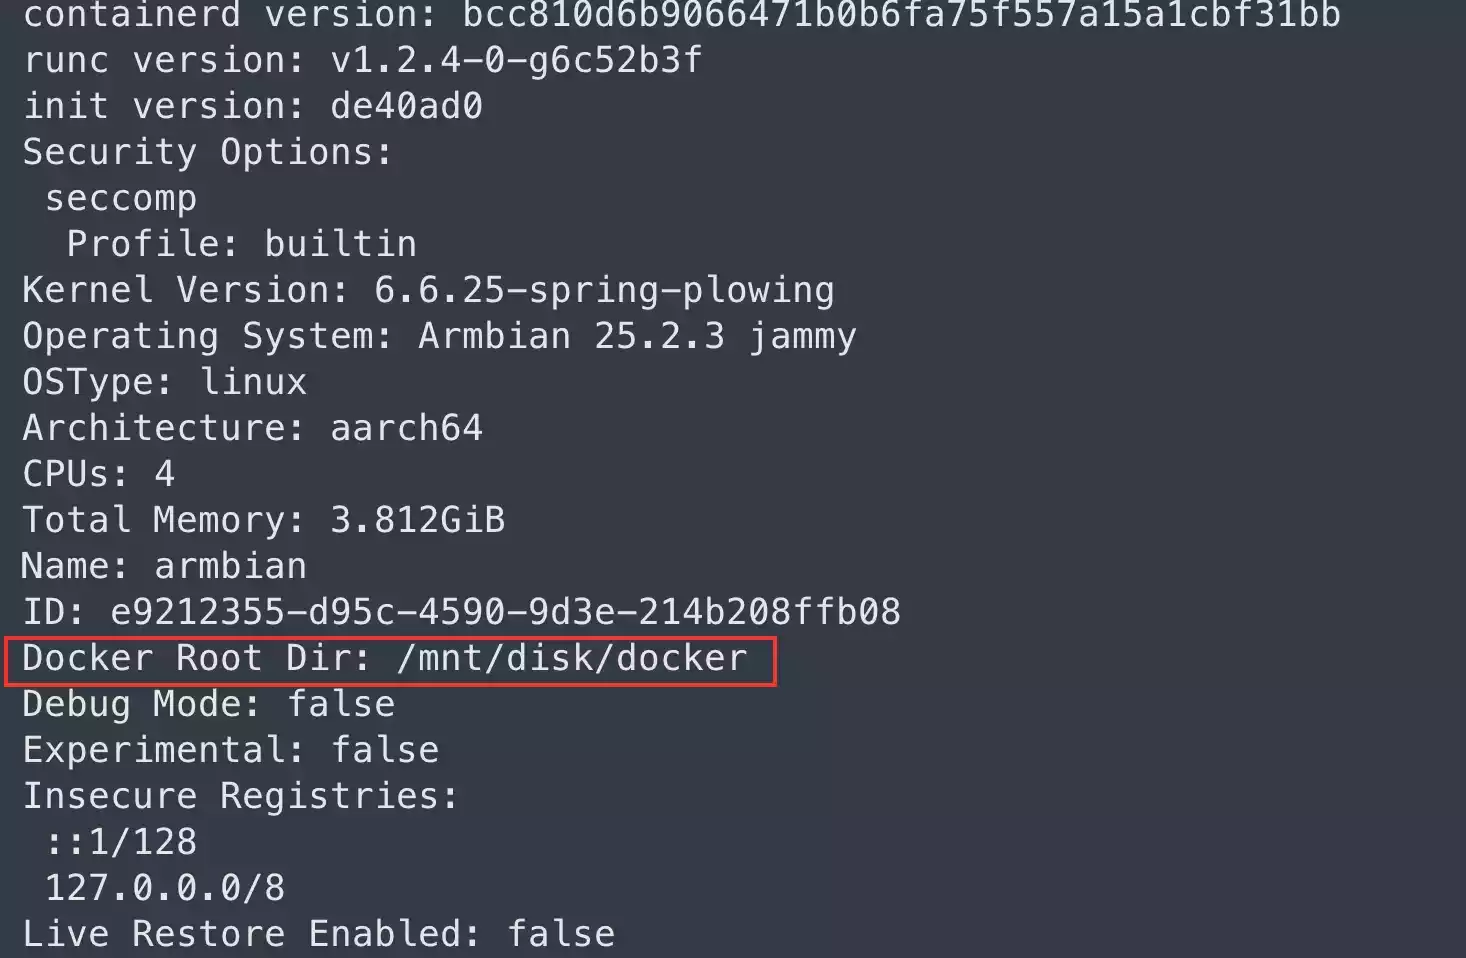 containerd version: bcc810d6b9066471b0b6fa75f557a15a1cbf31bb
runc version: v1.2.4-0-g6c52b3f
init version: de40ad0
Security Options:
 seccomp
  Profile: builtin
Kernel Version: 6.6.25-spring-plowing
Operating System: Armbian 25.2.3 jammy
OSType: linux
Architecture: aarch64
CPUs: 4
Total Memory: 3.812GiB
Name: armbian
ID: e9212355-d95c-4590-9d3e-214b208ffb08
Docker Root Dir: /mnt/disk/docker
Debug Mode: false
Experimental: false
Insecure Registries:
 ::1/128
 127.0.0.0/8
Live Restore Enabled: false